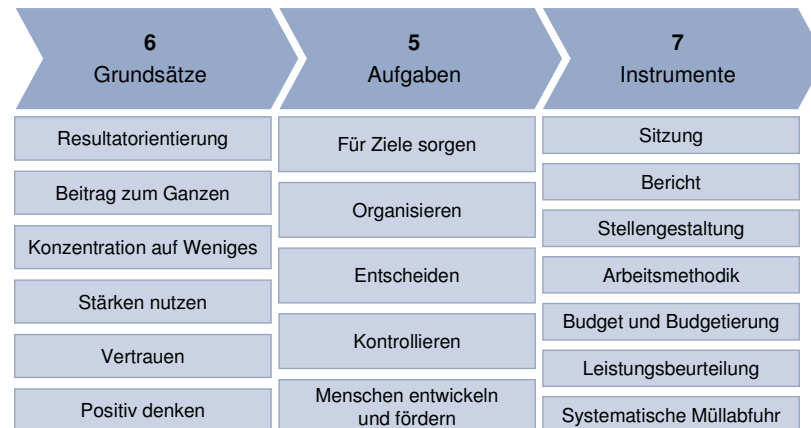 6
Grundsätze
Resultatorientierung
Beitrag zum Ganzen
Konzentration auf Weniges
Stärken nutzen
Vertrauen
Positiv denken
5
Aufgaben
Für Ziele sorgen
Organisieren
Entscheiden
Kontrollieren
Menschen entwickeln
und fördern
7
Instrumente
Sitzung
Bericht
Stellengestaltung
Arbeitsmethodik
Budget und Budgetierung
Leistungsbeurteilung
Systematische Müllabfuhr